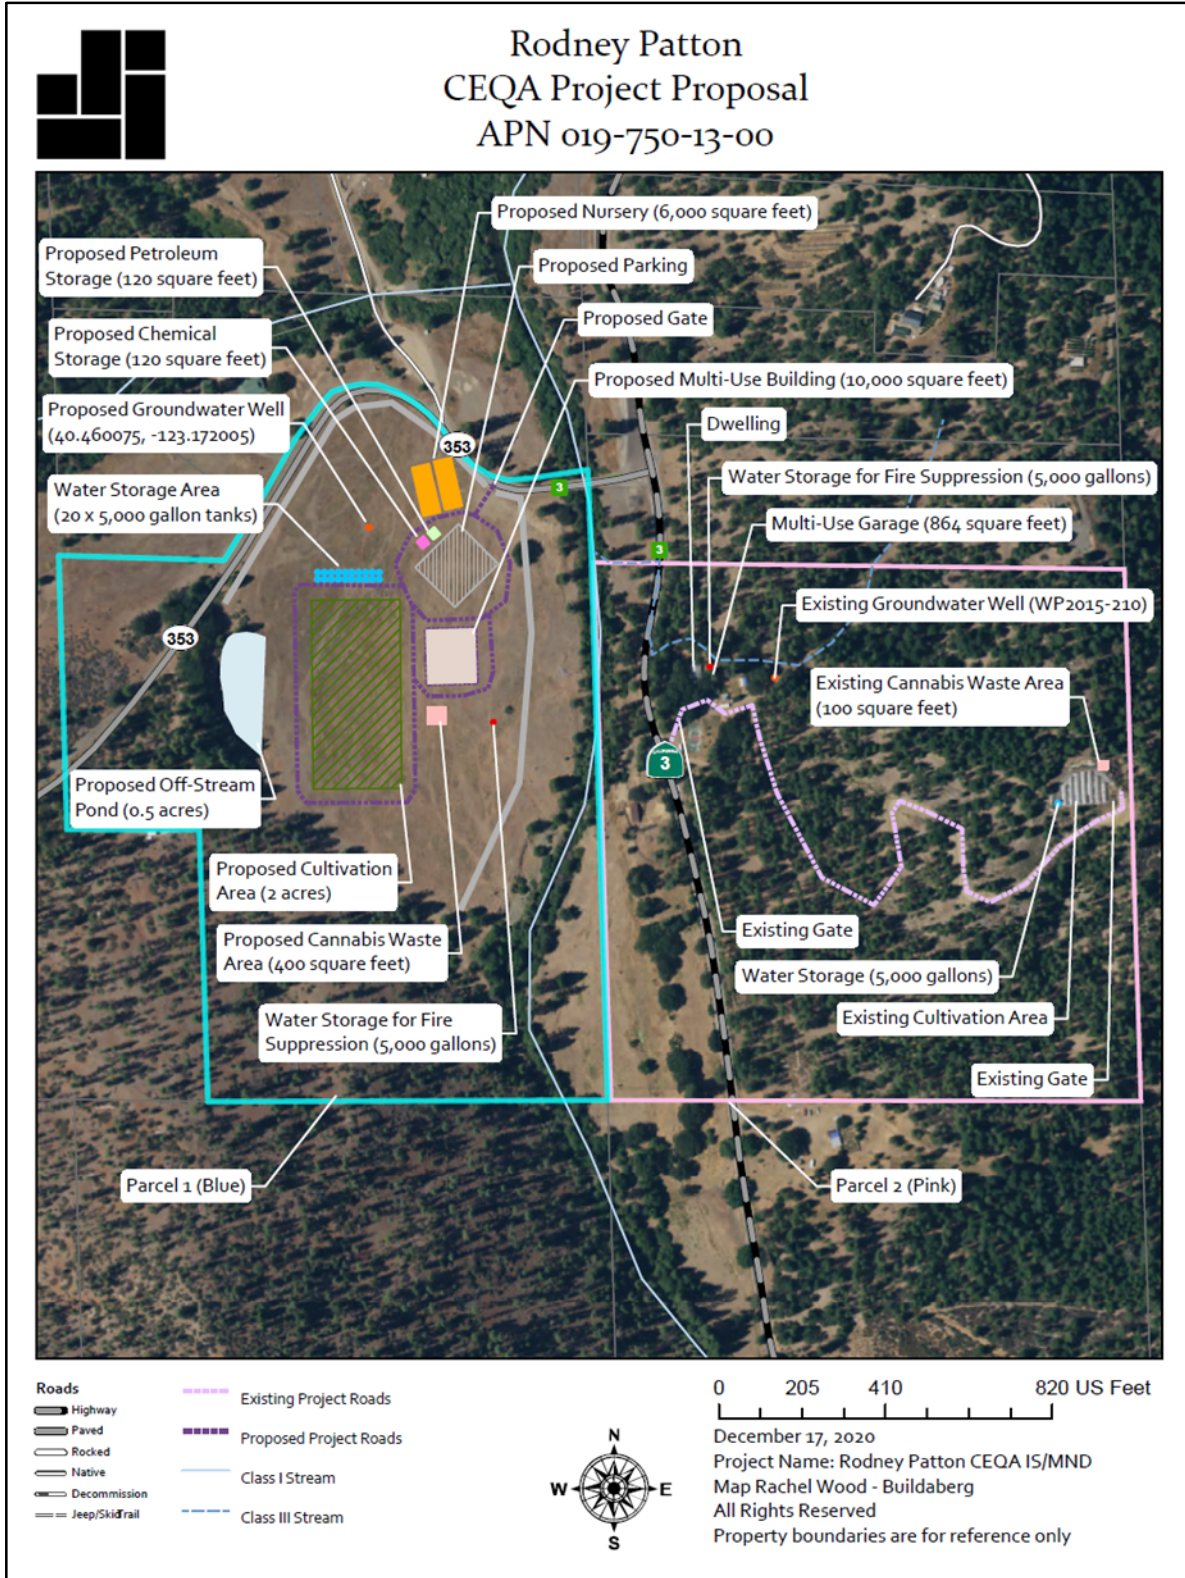 Rodney Patton
CEQA Project Proposal
APN 019-750-13-00
Proposed Nursery (6,000 square feet)
Proposed Petroleum
Storage (120 square feet)
Proposed Parking
Proposed Chemical
Storage (120 square feet)
Proposed Gate
Proposed Multi-Use Building (10,000 square feet)
Proposed Groundwater Well
(40.460075, -123.172005)
Dwelling
353
Water Storage for Fire Suppression (5,000 gallons)
Water Storage Area
(20 x 5,000 gallon tanks)
3
Multi-Use Garage (864 square feet)
3
Existing Groundwater Well (WP2015-210)
353
Existing Cannabis Waste Area
(100 square feet)
CALIFORNIA
3
Proposed Off-Stream
Pond (0.5 acres)
Proposed Cultivation
Area (2 acres)
Existing Gate
Proposed Cannabis Waste
Area (400 square feet)
Water Storage (5,000 gallons)
Existing Cultivation Area
Water Storage for Fire
Suppression (5,000 gallons)
Existing Gate
Parcel 1 (Blue)
Parcel 2 (Pink)
Roads
Highway
Paved
Rocked
Native
Decommission
Jeep/SkidTrail
Existing Project Roads
Proposed Project Roads
Class I Stream
Class III Stream
N
W
E
S
0 205 410 820 US Feet
December 17, 2020
Project Name: Rodney Patton CEQA IS/MND
Map Rachel Wood - Buildaberg
All Rights Reserved
Property boundaries are for reference only